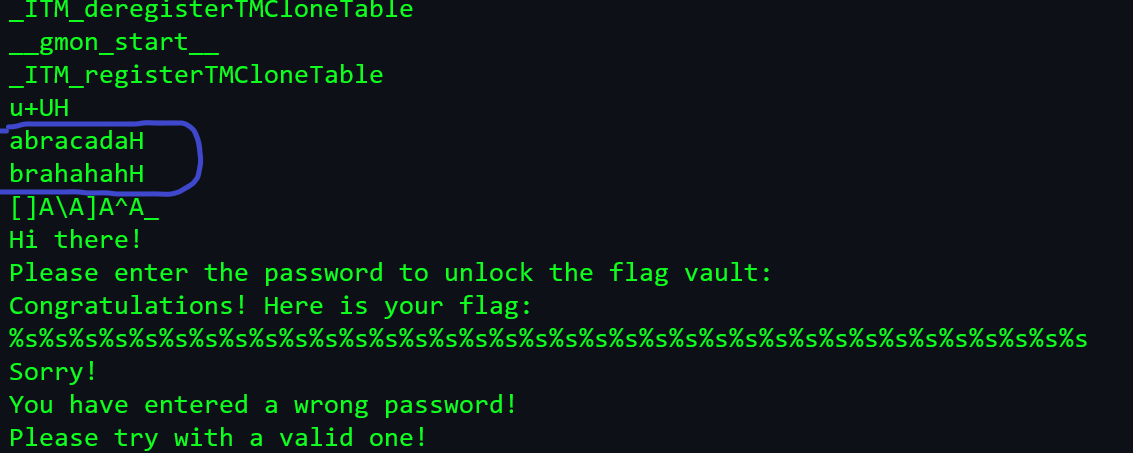 _ITM_deregisterTMCloneTable
__gmon_start__
_ITM_registerTMCloneTable
u+UH
abracadaH
brahahahH
[]A\A]A^A_
Hi there!
Please enter the password to unlock the flag vault:
Congratulations! Here is your flag:
%s%s%s%s%s%s%s%s%s%s%s%s%s%s%s%s%s%s%s%s%s%s%s%s%s%s%s%s%s%s%s%s%s%s%s%s
Sorry!
You have entered a wrong password!
Please try with a valid one!